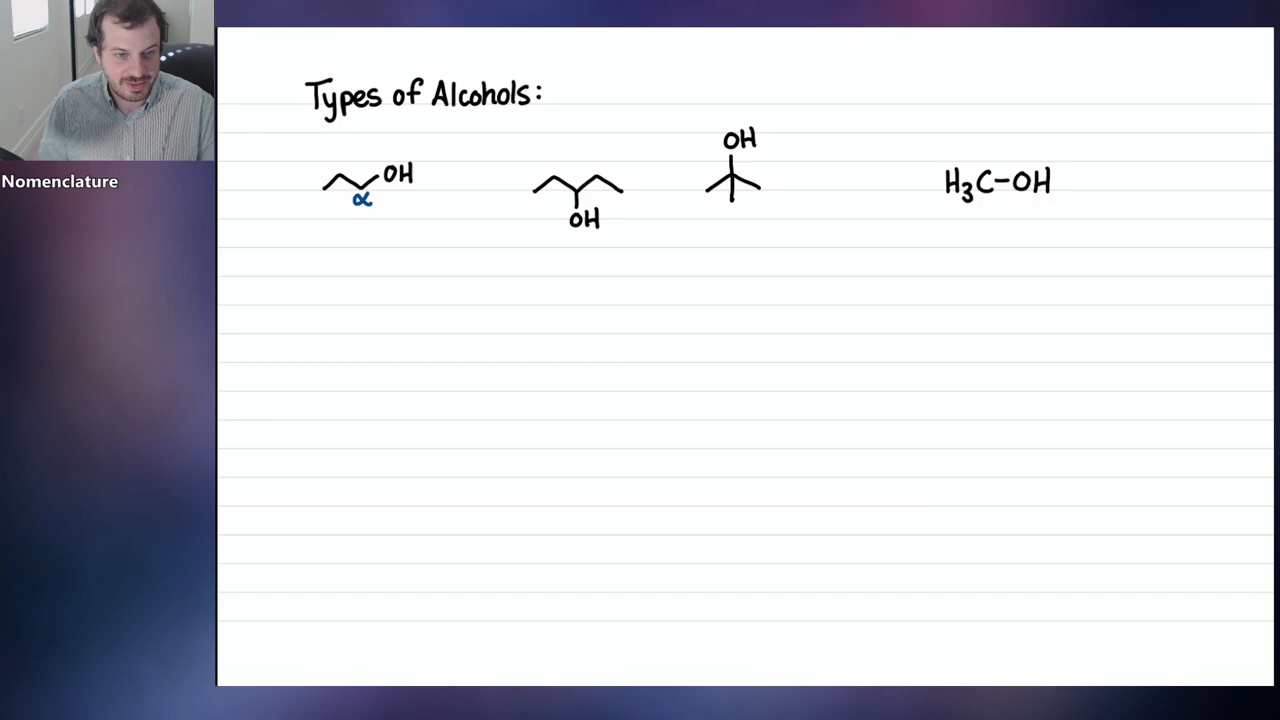 Types of Alcohols:
OH
OH
α
OH
H₃C-OH
Nomenclature